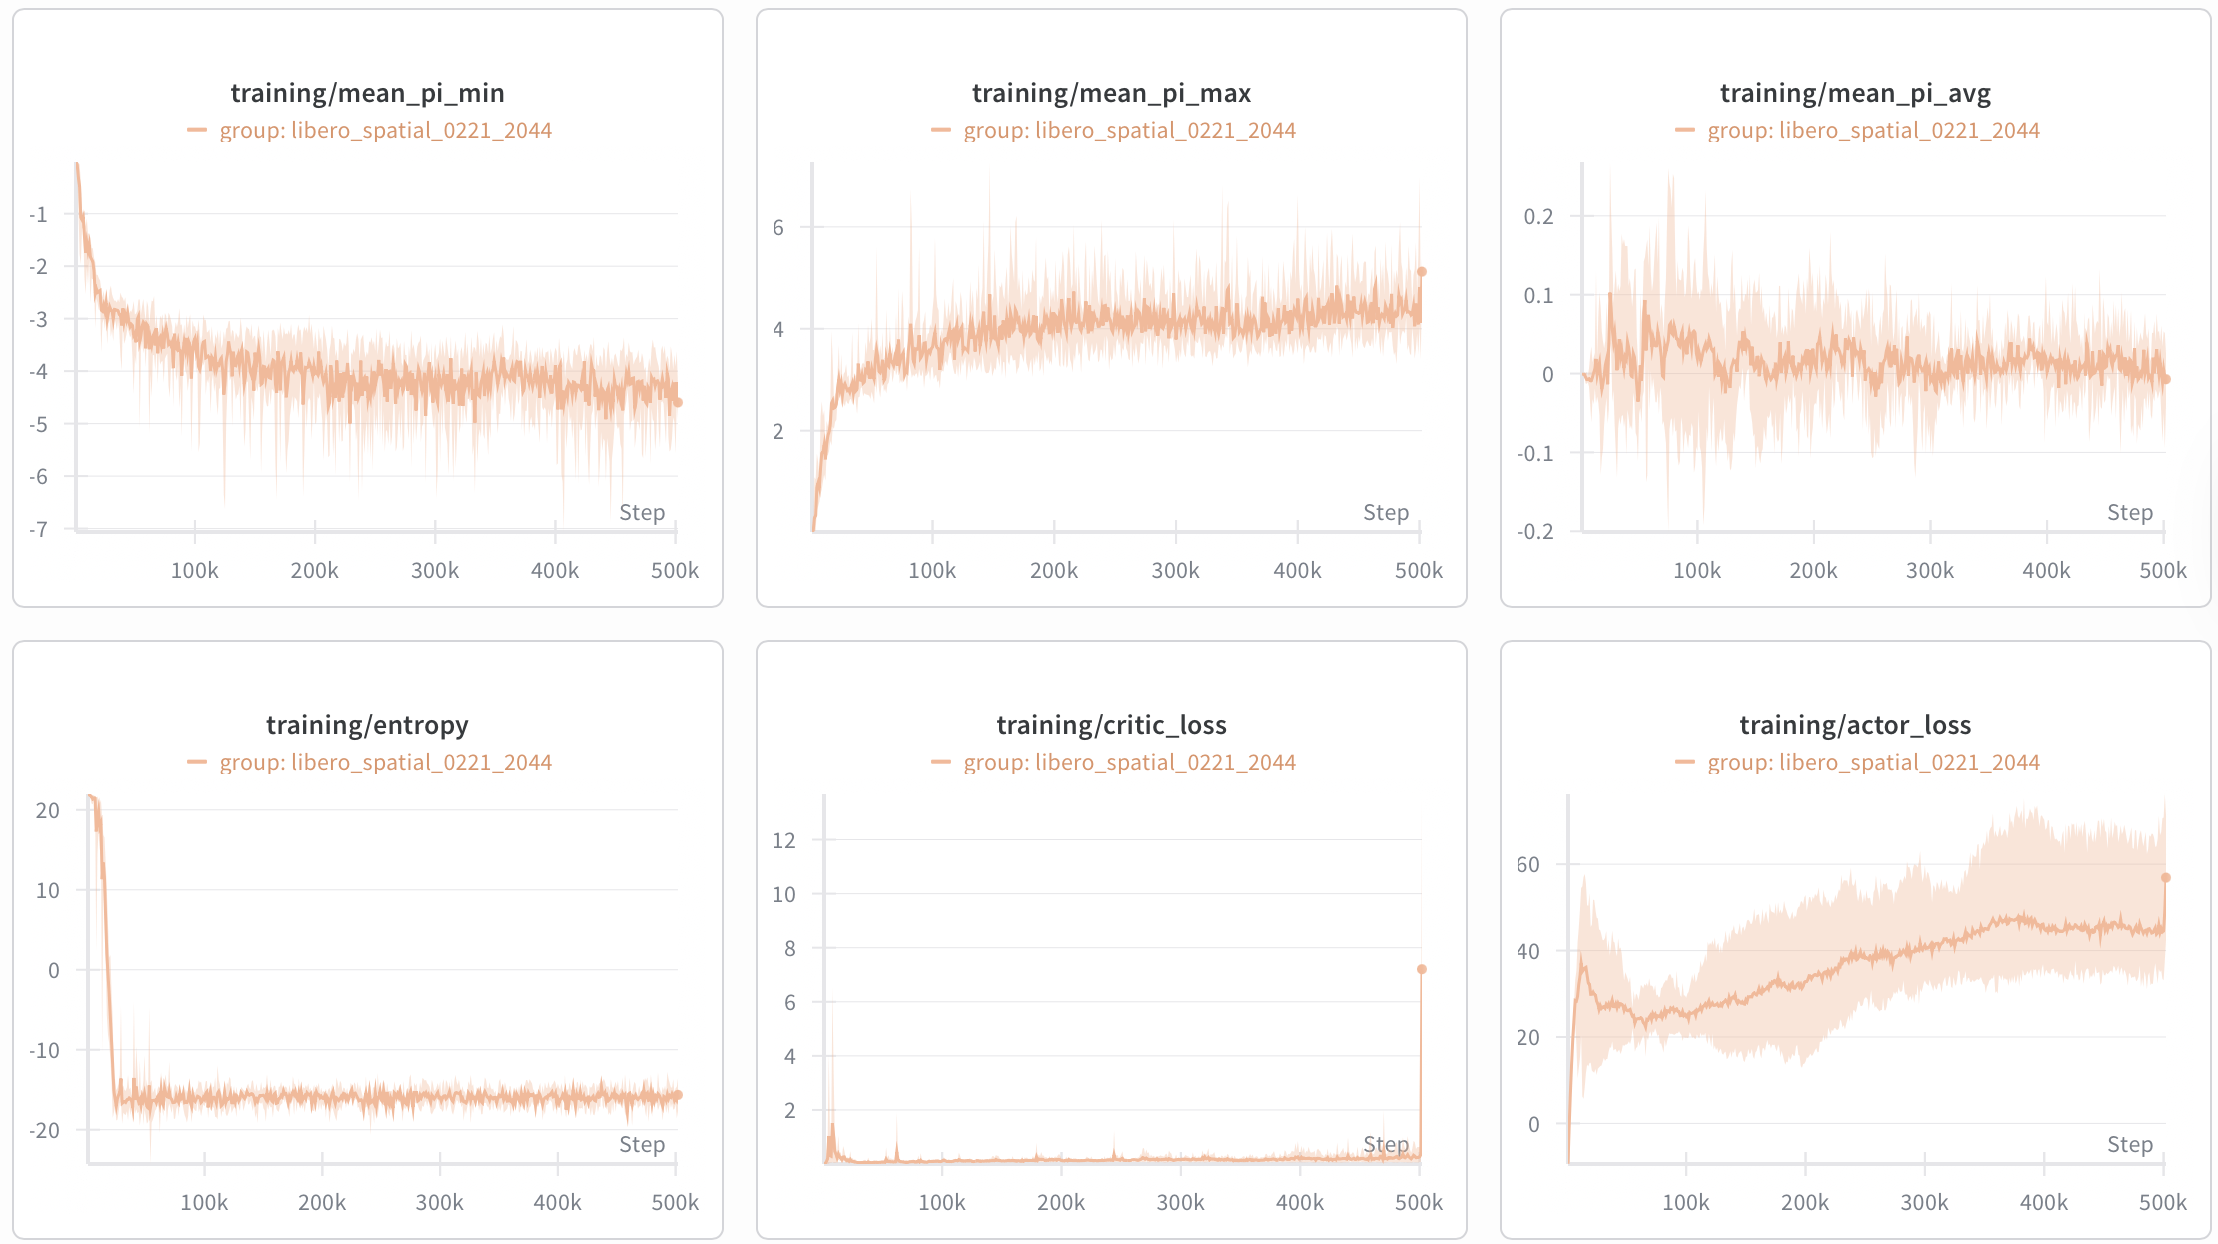 training/mean_pi_min
group: libero_spatial_0221_2044
-1
-2
-3
-4
-5
-6
-7
Step
100k 200k 300k 400k 500k
training/mean_pi_max
group: libero_spatial_0221_2044
6
4
2
Step
100k 200k 300k 400k 500k
training/mean_pi_avg
group: libero_spatial_0221_2044
0.2
0.1
0
-0.1
-0.2
Step
100k 200k 300k 400k 500k
training/entropy
group: libero_spatial_0221_2044
20
10
0
-10
-20
Step
100k 200k 300k 400k 500k
training/critic_loss
group: libero_spatial_0221_2044
12
10
8
6
4
2
Step
100k 200k 300k 400k 500k
training/actor_loss
group: libero_spatial_0221_2044
60
40
20
0
Step
100k 200k 300k 400k 500k